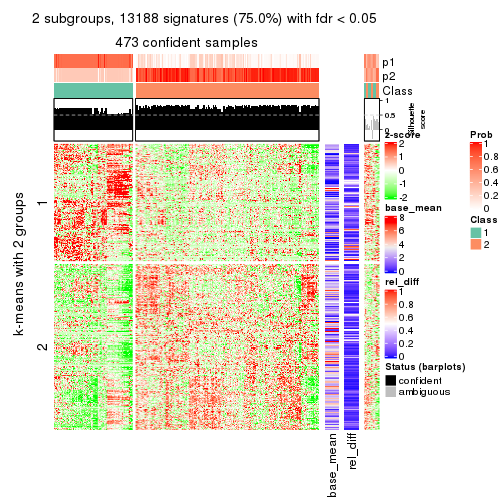 2 subgroups, 13188 signatures (75.0%) with fdr < 0.05
473 confident samples
p1
p2
Class
1
0.5
0
Silhouette
score
k-means with 2 groups
1
2
base_mean
rel_diff
z-score
2
1
0
-1
-2
base_mean
8
6
4
2
0
rel_diff
1
0.8
0.6
0.4
0.2
0
Status (barplots)
confident
ambiguous
Prob
1
0.8
0.6
0.4
0.2
0
Class
1
2